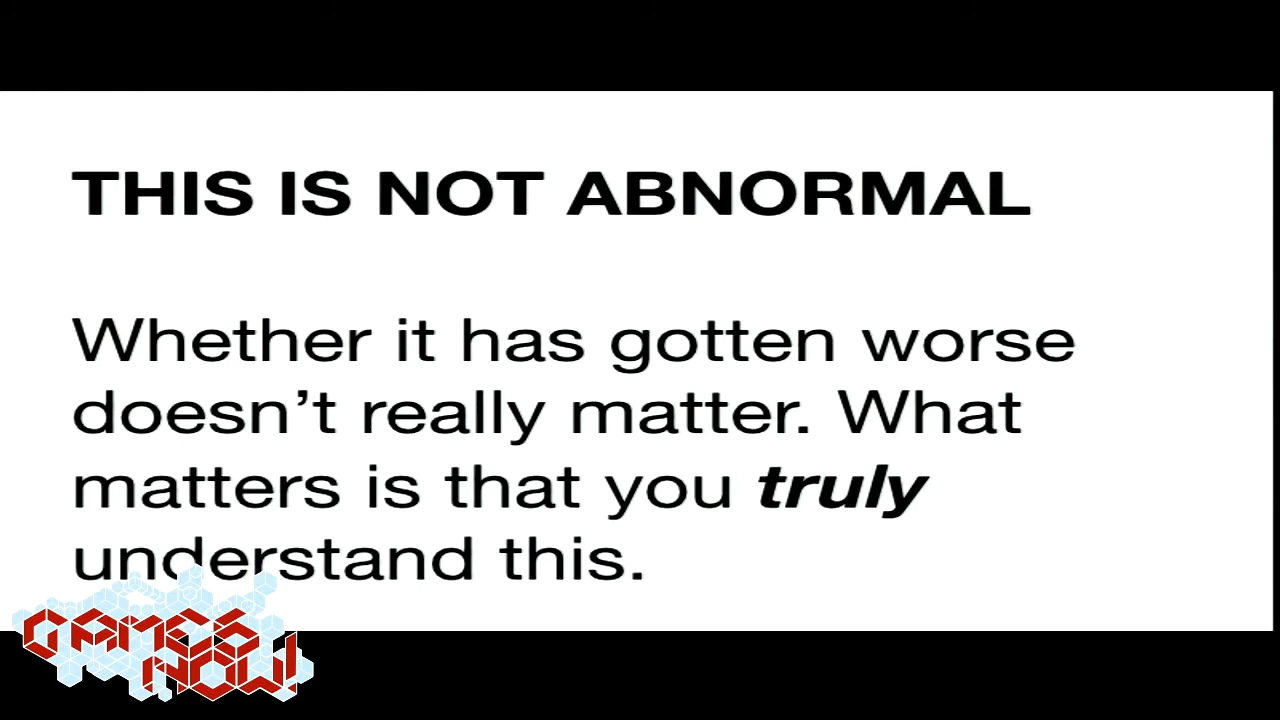 THIS IS NOT ABNORMAL
Whether it has gotten worse
doesn’t really matter. What
matters is that you truly
understand this.
GAMES
NOW!